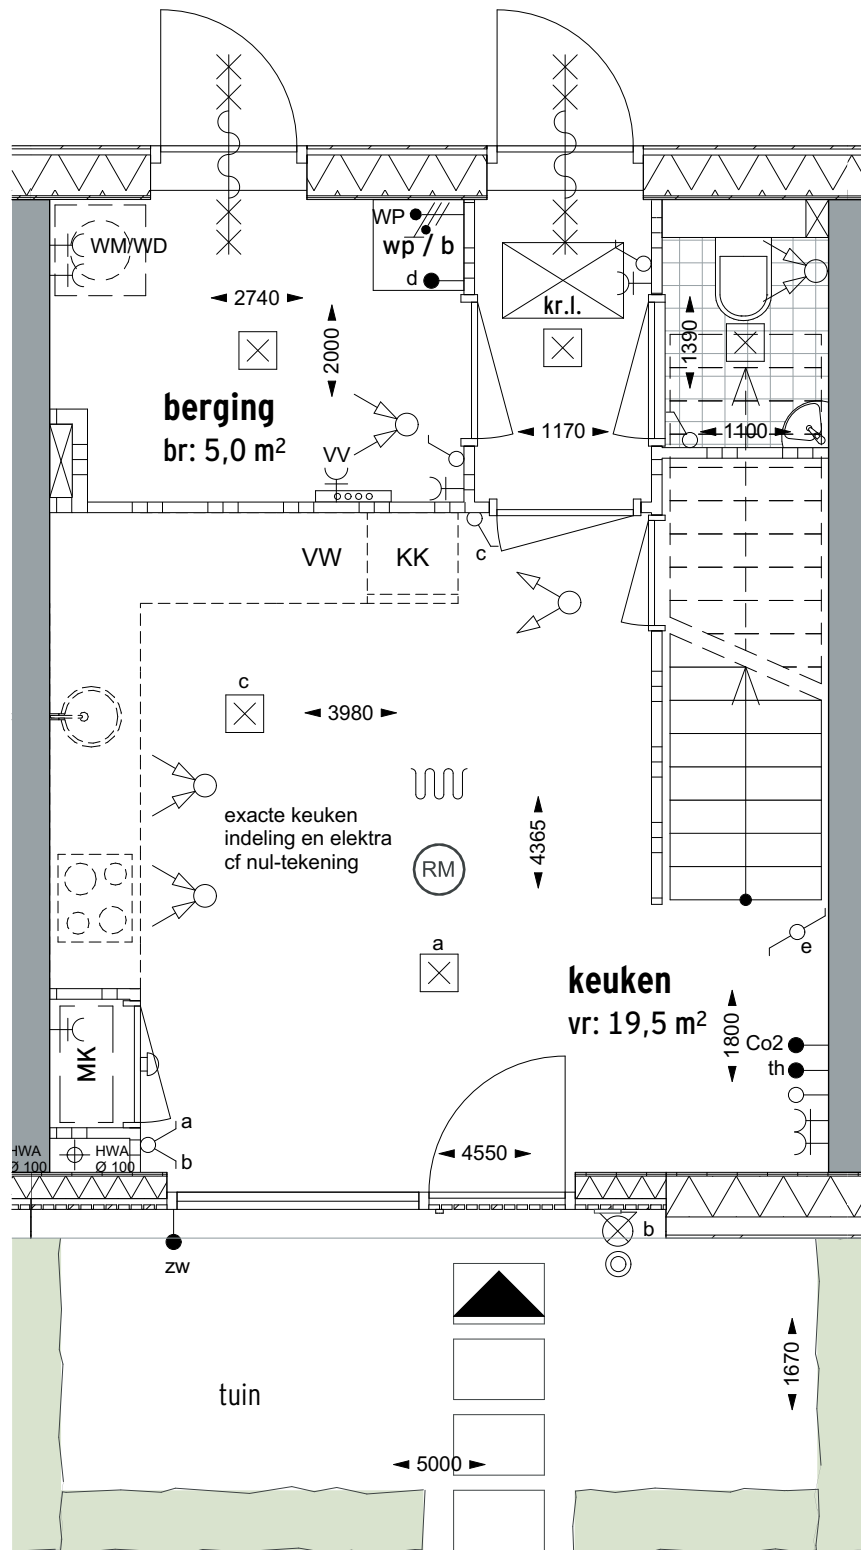 WP
WM/WD
wp / b
d
2740
kr.l.
2000
1390
berging
br: 5,0 m²
1170
1100
VV
c
VW
KK
c
3980
exacte keuken
indeling en elektra
cf nul-tekening
4365
RM
a
e
keuken
vr: 19,5 m²
1800
Co2
th
MK
a
HWA
Ø 100
HWA
Ø 100
b
4550
b
zw
1670
tuin
5000